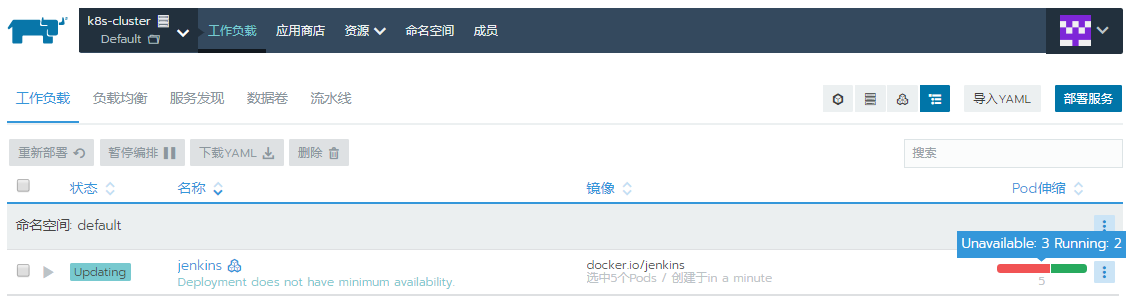 k8s-cluster
Default
工作负载 应用商店 资源 命名空间 成员
工作负载 负载均衡 服务发现 数据卷 流水线
导入YAML 部署服务
重新部署 暂停编排 下载YAML 删除
搜索
状态 名称 镜像 Pod伸缩
命名空间: default
Unavailable: 3 Running: 2
Updating jenkins docker.io/jenkins
Deployment does not have minimum availability. 选中5个Pods / 创建于in a minute
5